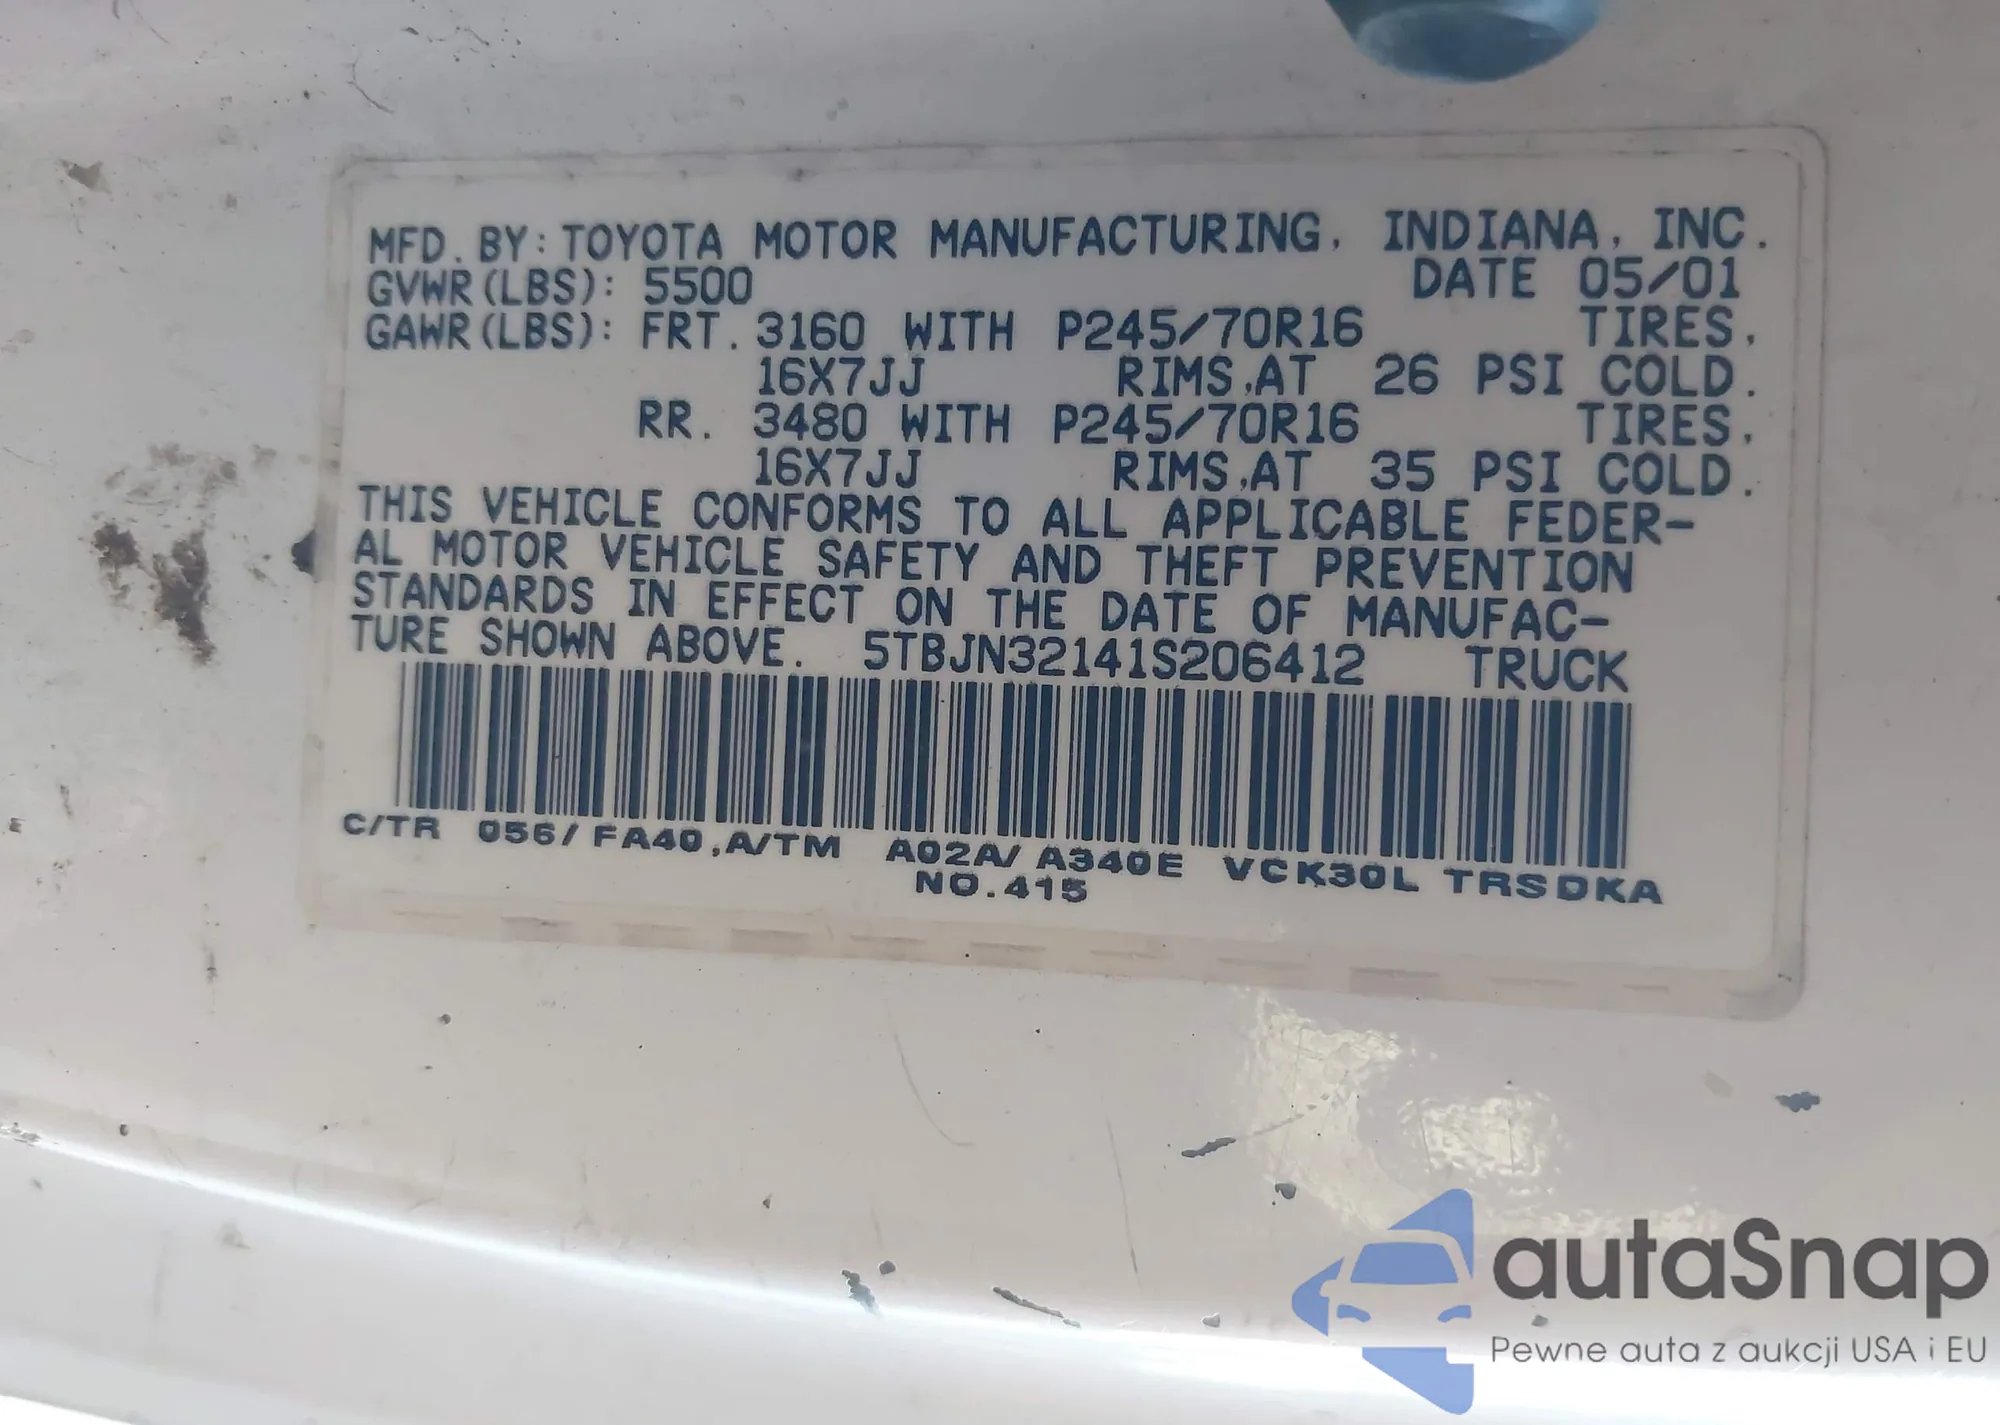 MFD. BY: TOYOTA MOTOR MANUFACTURING, INDIANA, INC.
GVWR(LBS): 5500 DATE 05/01
GAWR(LBS): FRT. 3160 WITH P245/70R16 TIRES,
16X7JJ RIMS,AT 26 PSI COLD.
RR. 3480 WITH P245/70R16 TIRES,
16X7JJ RIMS,AT 35 PSI COLD.
THIS VEHICLE CONFORMS TO ALL APPLICABLE FEDER-
AL MOTOR VEHICLE SAFETY AND THEFT PREVENTION
STANDARDS IN EFFECT ON THE DATE OF MANUFAC-
TURE SHOWN ABOVE. 5TBJN32141S206412 TRUCK
C/TR 056/FA40,A/TM A02A/A340E VCK30L TRSDKA
NO.415
autaSnap
Pewne auta z aukcji USA i EU